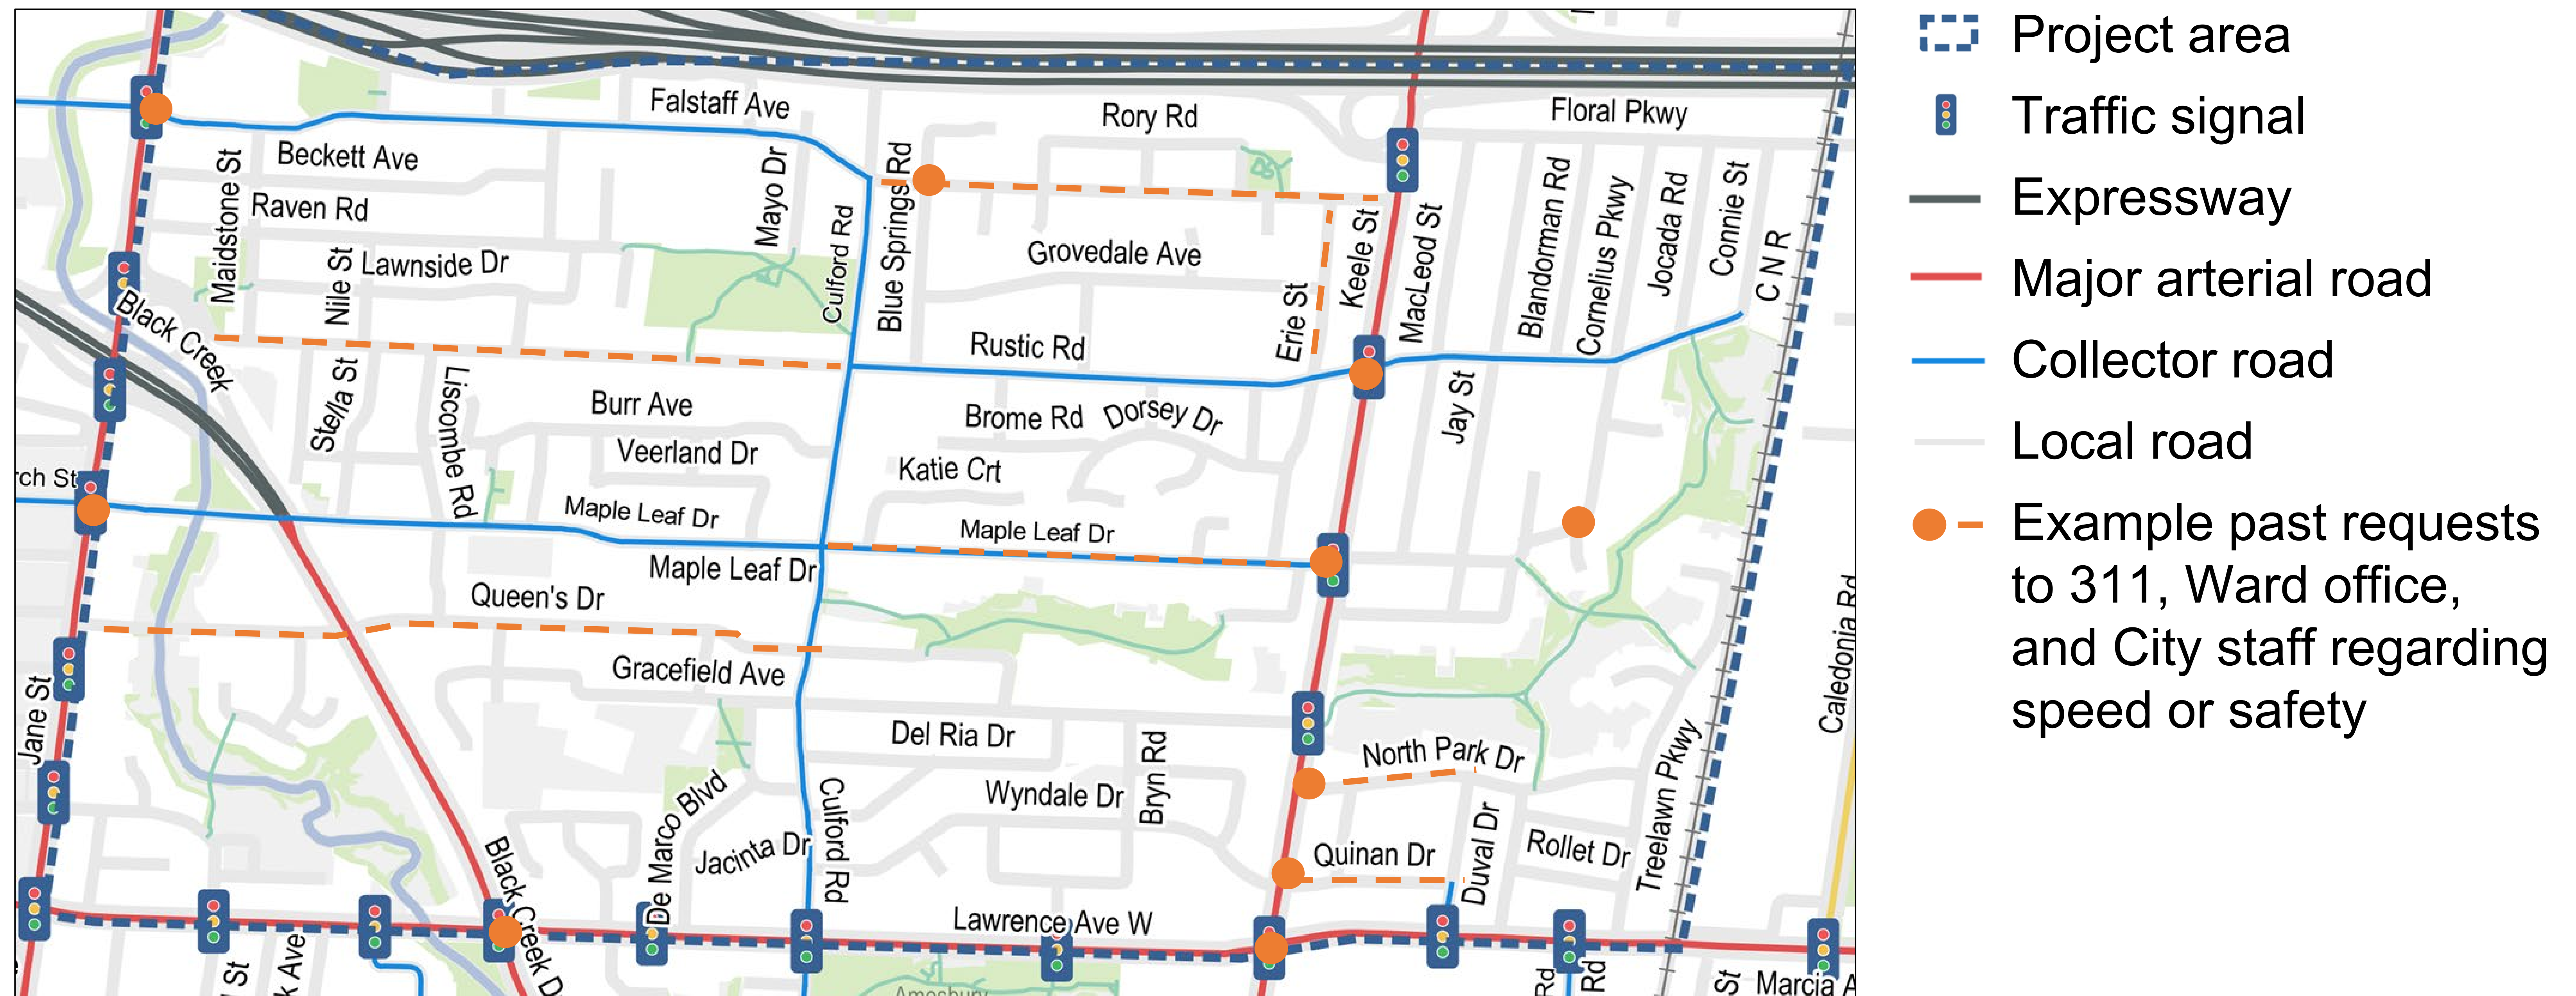 Falstaff Ave
Rory Rd
Floral Pkwy
Beckett Ave
Maidstone St
Raven Rd
Nile St
Lawnside Dr
Mayo Dr
Culford Rd
Blue Springs Rd
Grovedale Ave
Erie St
Keele St
MacLeod St
Blandorman Rd
Cornelius Pkwy
Jocada Rd
Connie St
C N R
Black Creek
Stella St
Liscombe Rd
Rustic Rd
Burr Ave
Veerland Dr
Brome Rd
Dorsey Dr
Jay St
Katie Crt
rch St
Maple Leaf Dr
Maple Leaf Dr
Maple Leaf Dr
Queen's Dr
Gracefield Ave
Jane St
Del Ria Dr
Bryn Rd
North Park Dr
Treelawn Pkwy
Caledonia Rd
Wyndale Dr
De Marco Blvd
Jacinta Dr
Culford Rd
Quinan Dr
Duval Dr
Rollet Dr
Black Creek D
Lawrence Ave W
St
k Ave
Amesbury
Rd
Rd
St
Marcia A
Project area
Traffic signal
Expressway
Major arterial road
Collector road
Local road
Example past requests
to 311, Ward office,
and City staff regarding
speed or safety